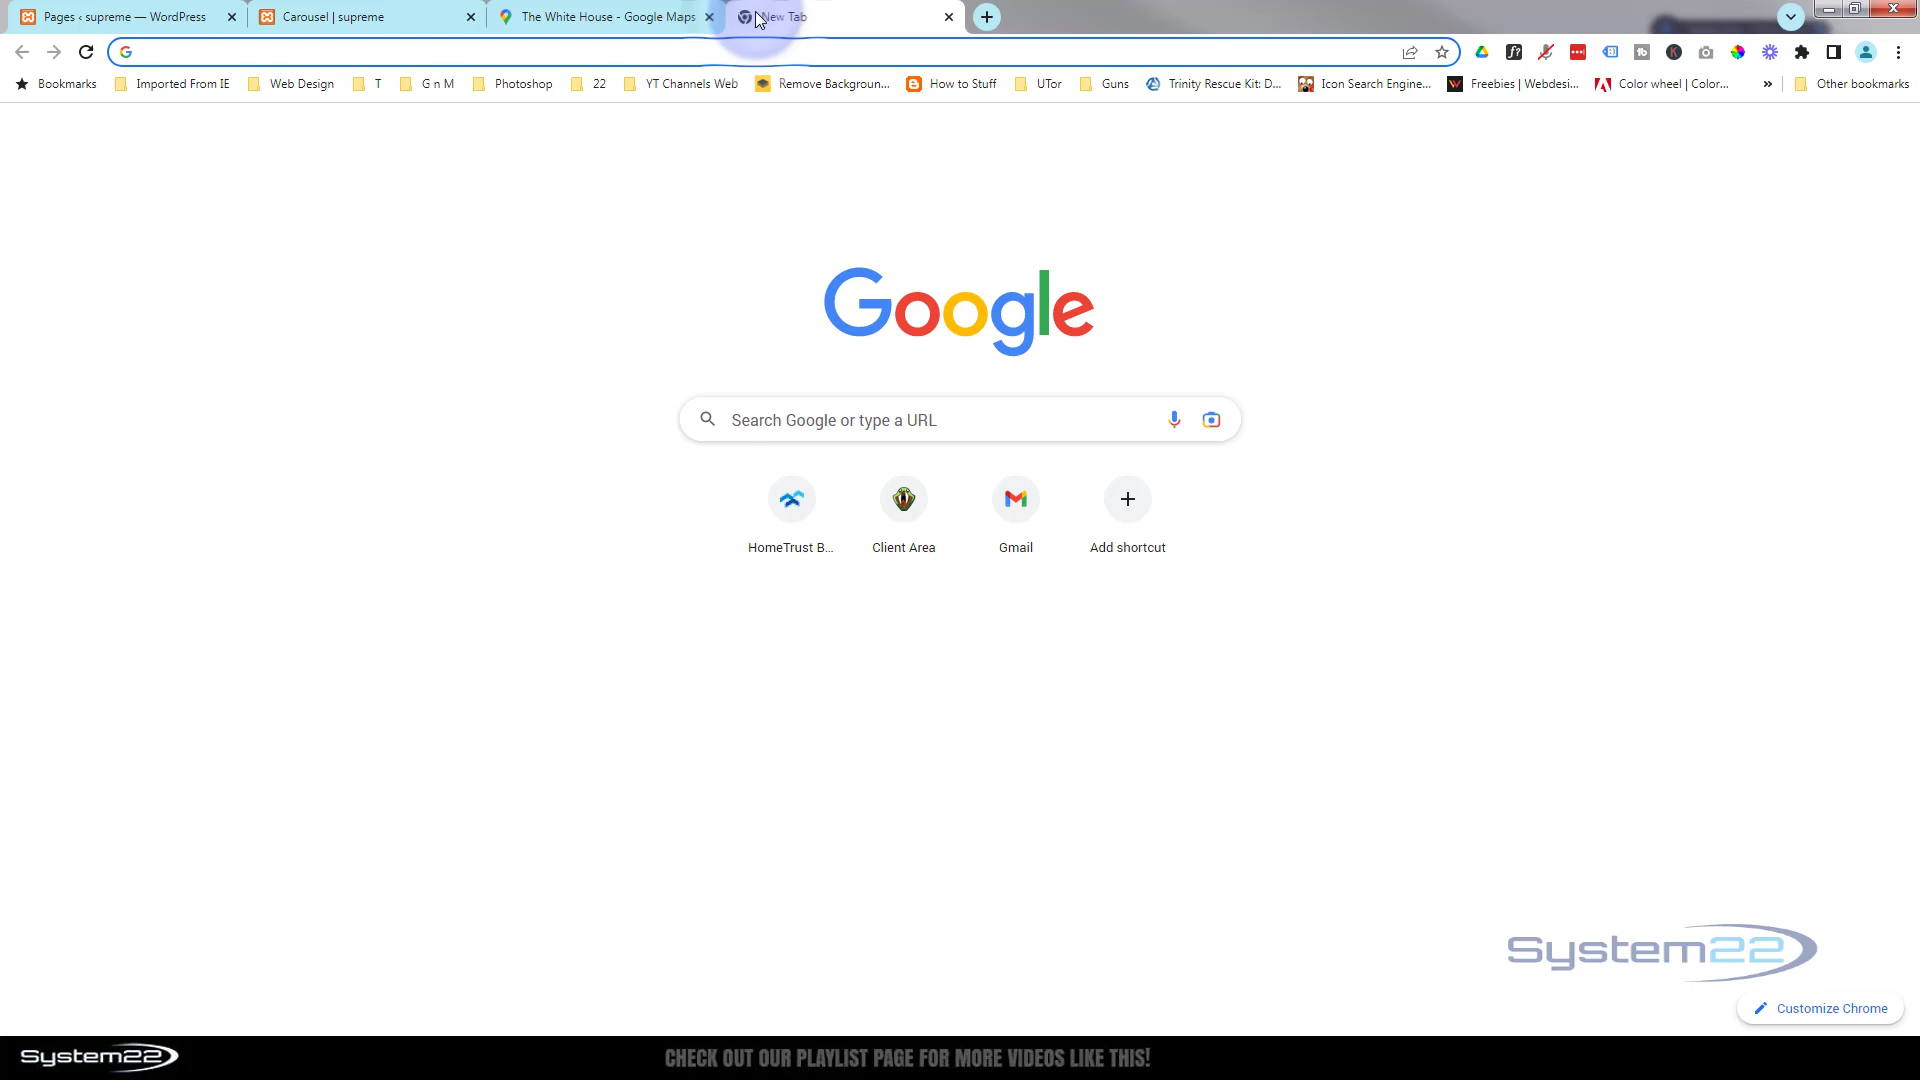 Pages ‹ supreme — WordPress
Carousel | supreme
The White House - Google Maps
New Tab
Bookmarks
Imported From IE
Web Design
T
G n M
Photoshop
22
YT Channels Web
Remove Backgroun...
How to Stuff
UTor
Guns
Trinity Rescue Kit: D...
Icon Search Engine...
Freebies | Webdesi...
Color wheel | Color...
»
Other bookmarks
Google
Search Google or type a URL
HomeTrust B...
Client Area
Gmail
Add shortcut
System22
Customize Chrome
System22
CHECK OUT OUR PLAYLIST PAGE FOR MORE VIDEOS LIKE THIS!